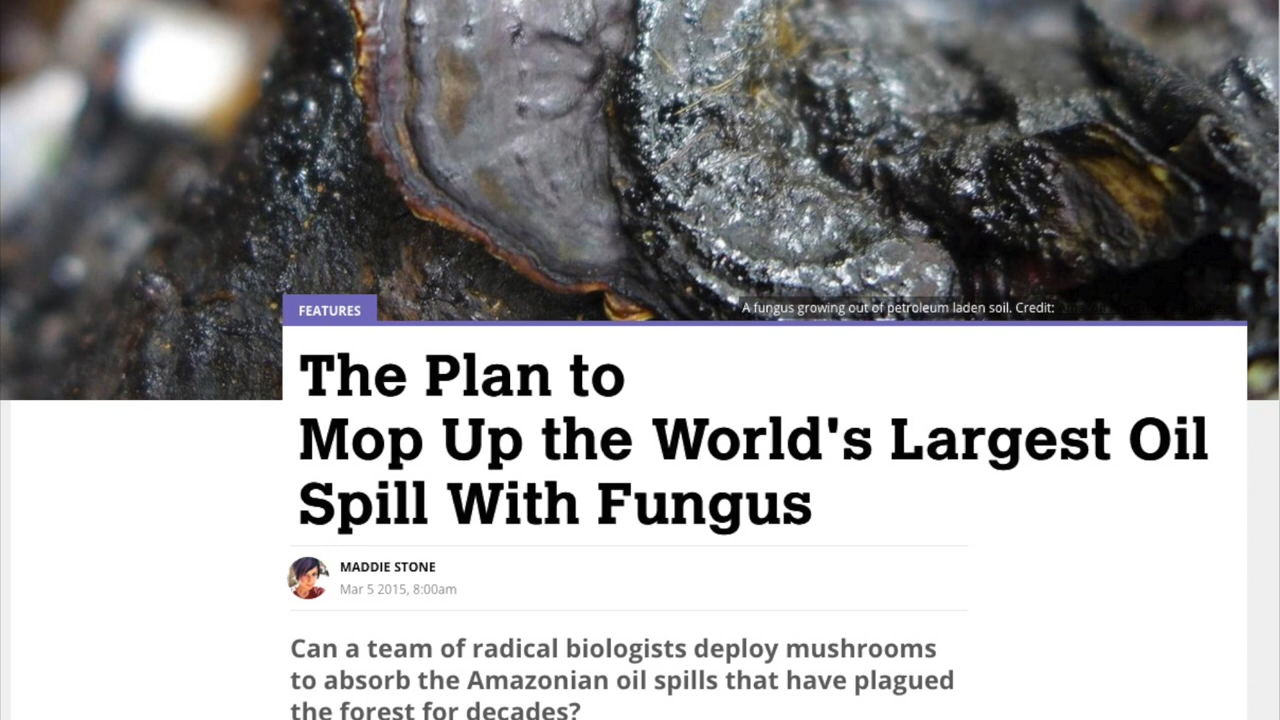 A fungus growing out of petroleum laden soil. Credit:
FEATURES
The Plan to
Mop Up the World's Largest Oil
Spill With Fungus
MADDIE STONE
Mar 5 2015, 8:00am
Can a team of radical biologists deploy mushrooms
to absorb the Amazonian oil spills that have plagued
the forest for decades?